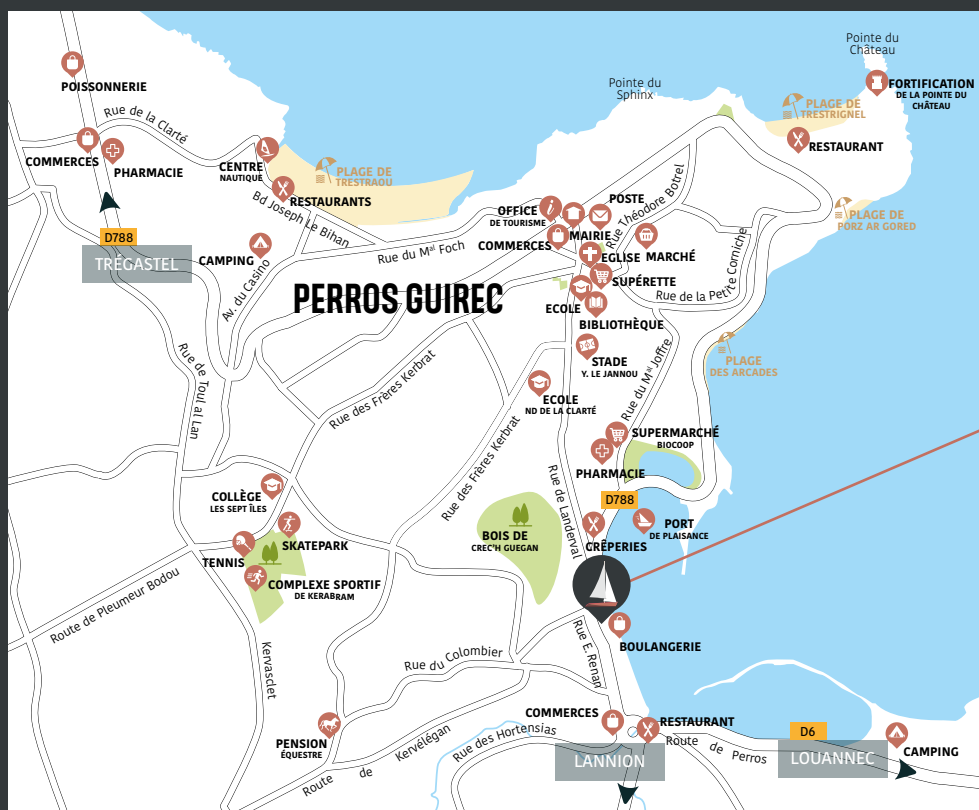 Pointe du
Château
FORTIFICATION
DE LA POINTE DU
CHÂTEAU
Pointe du
Sphinx
PLAGE DE
TRESTRIGNEL
RESTAURANT
POISSONNERIE
Rue de la Clarté
COMMERCES
PHARMACIE
CENTRE
NAUTIQUE
PLAGE DE
TRESTRAOU
RESTAURANTS
Bd Joseph Le Bihan
D788
TRÉGASTEL
CAMPING
Av. du Casino
Rue du Mal Foch
OFFICE
DE TOURISME
POSTE
MAIRIE
COMMERCES
Rue Théodore Botrel
EGLISE
MARCHÉ
PLAGE DE
PORZ AR GORED
SUPÉRETTE
Rue de la Petite Corniche
PERROS GUIREC
ECOLE
BIBLIOTHÈQUE
STADE
Y. LE JANNOU
PLAGE
DES ARCADES
Rue du Mal Joffre
Rue de Toul al Lan
Rue des Frères Kerbrat
ECOLE
ND DE LA CLARTÉ
SUPERMARCHÉ
BIOCOOP
PHARMACIE
Rue des Frères Kerbrat
Rue de Landerval
COLLÈGE
LES SEPT ÎLES
D788
PORT
DE PLAISANCE
BOIS DE
CREC'H GUEGAN
CRÊPERIES
SKATEPARK
TENNIS
COMPLEXE SPORTIF
DE KERABRAM
Route de Pleumeur Bodou
Kervasclet
BOULANGERIE
Rue E. Renan
Rue du Colombier
COMMERCES
RESTAURANT
PENSION
ÉQUESTRE
Route de Kervélégan
Rue des Hortensias
Route de Perros
D6
LANNION
LOUANNEC
CAMPING